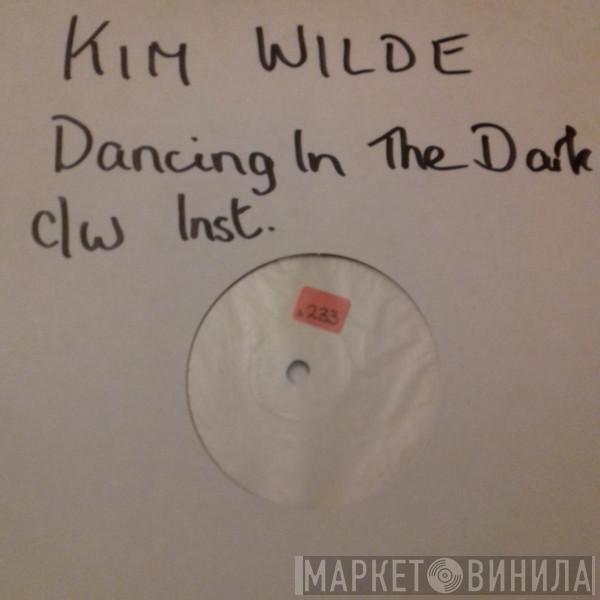 KIM WILDE
Dancing In The Dark
c/w Inst.
233
МАРКЕТ ВИНИЛА